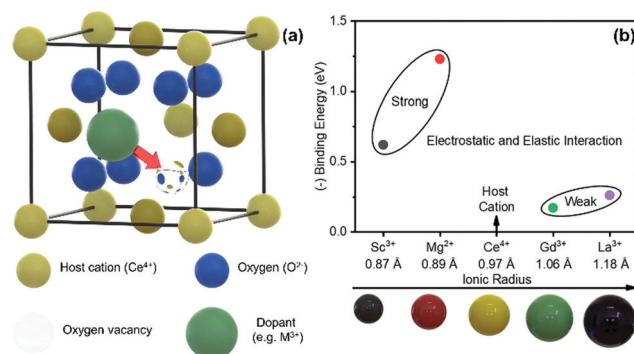 (a)
Host cation (Ce4+)
Oxygen (O2-)
Oxygen vacancy
Dopant
(e.g. M3+)
(b)
(-) Binding Energy (eV)
1.5
1.0
0.5
0.0
Strong
Electrostatic and Elastic Interaction
Host
Cation
Weak
Sc3+ Mg2+ Ce4+ Gd3+ La3+
0.87 Å 0.89 Å 0.97 Å 1.06 Å 1.18 Å
Ionic Radius